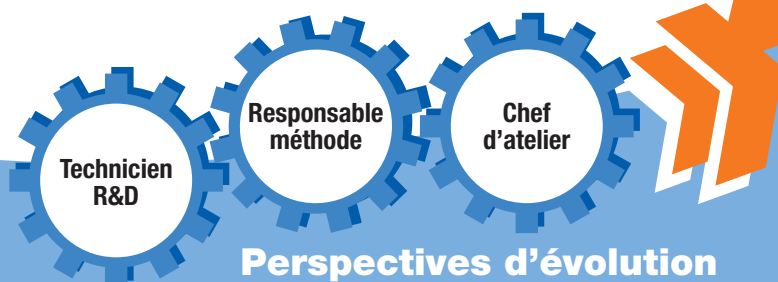 Technicien
R&D
Responsable
méthode
Chef
d'atelier
Perspectives d'évolution